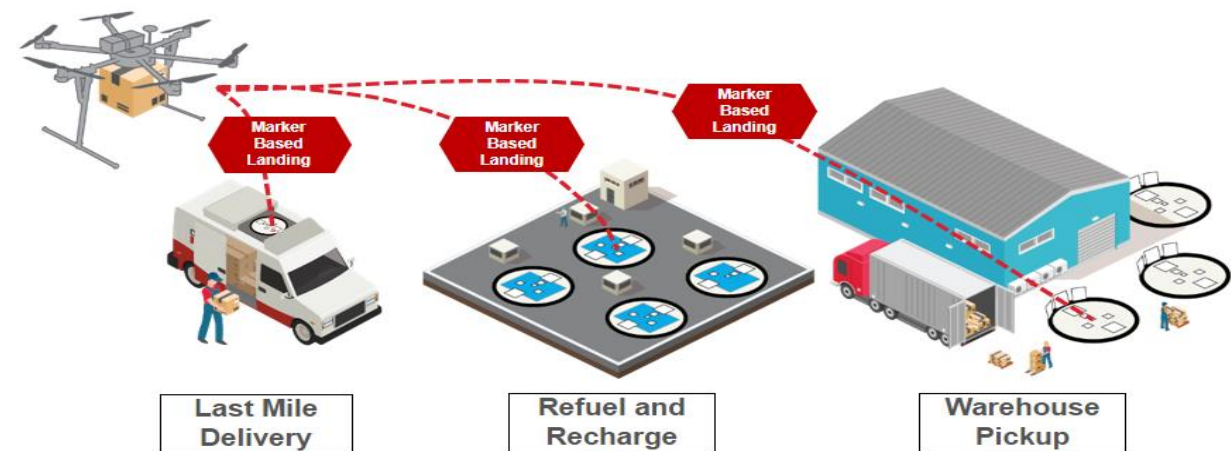 Marker
Based
Landing
Marker
Based
Landing
Marker
Based
Landing
Last Mile
Delivery
Refuel and
Recharge
Warehouse
Pickup